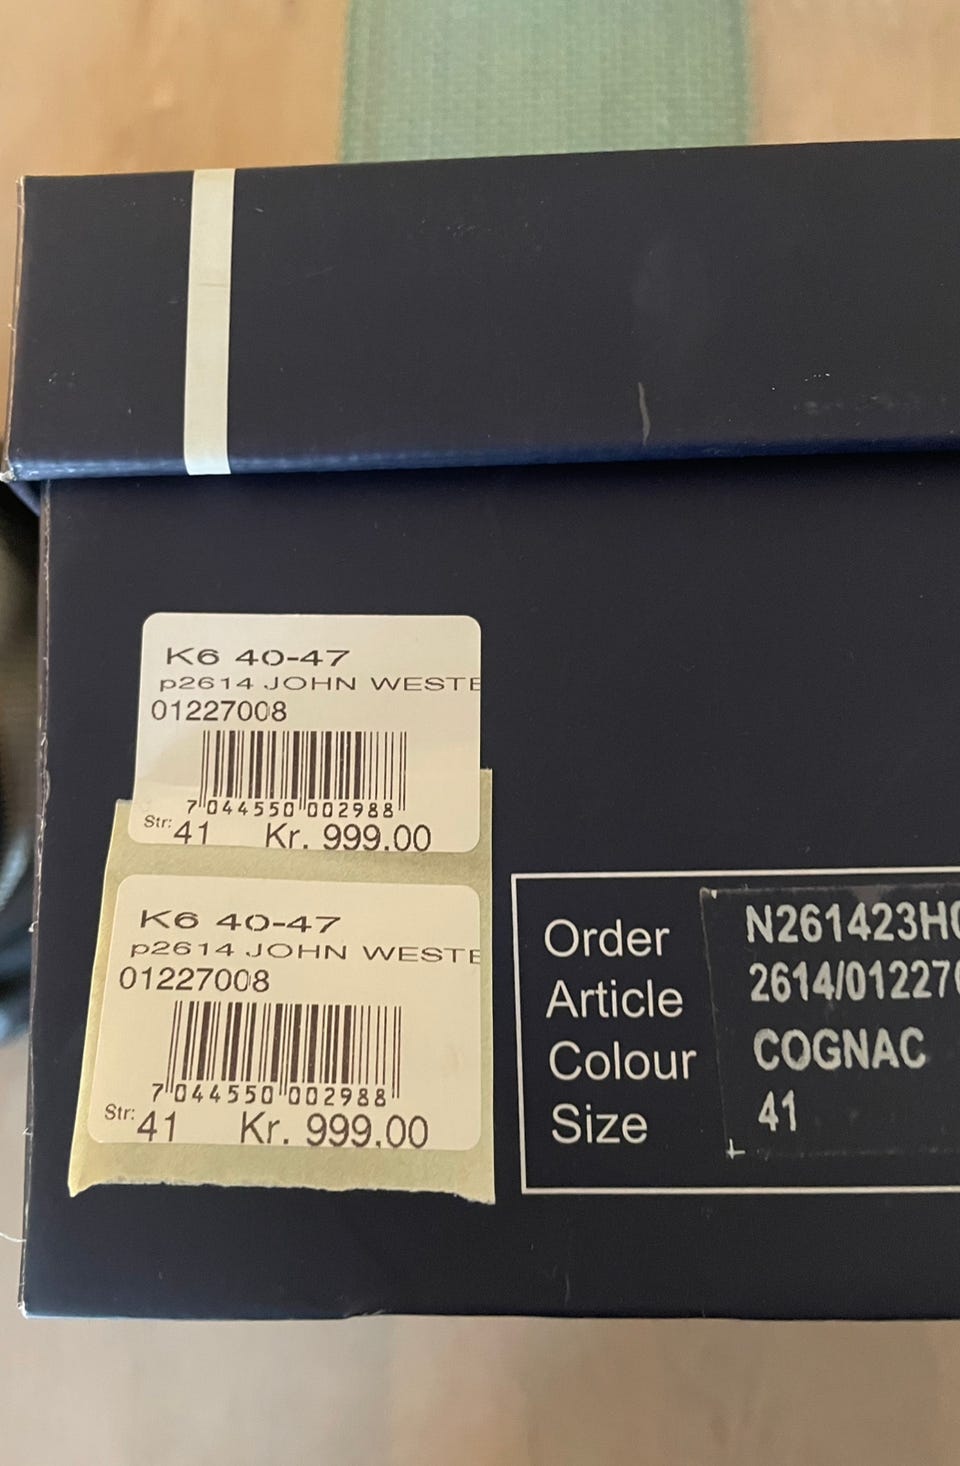 K6 40-47
p2614 JOHN WESTE
01227008
7 044550 002988
Str: 41 Kr. 999.00
K6 40-47
p2614 JOHN WESTE
01227008
7 044550 002988
Str: 41 Kr. 999.00
Order N261423H
Article 2614/01227
Colour COGNAC
Size 41